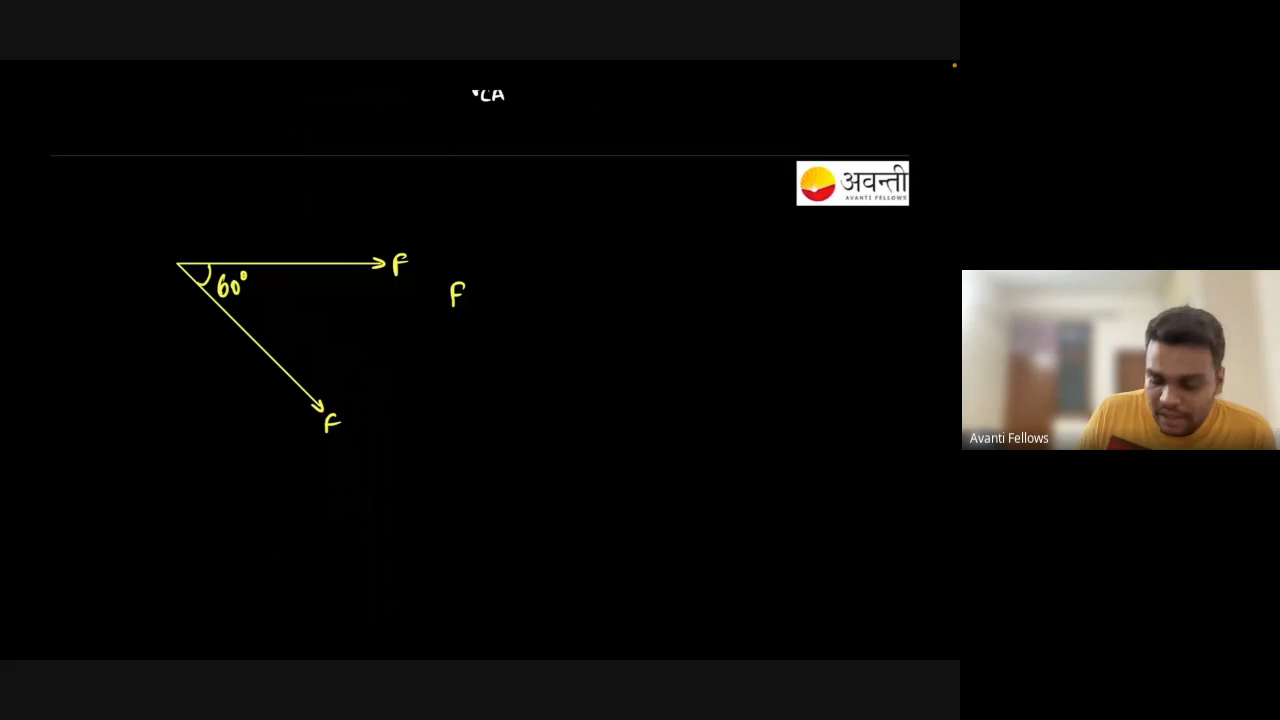 CA
अवन्ती
AVANTI FELLOWS
F
60°
F
F
Avanti Fellows